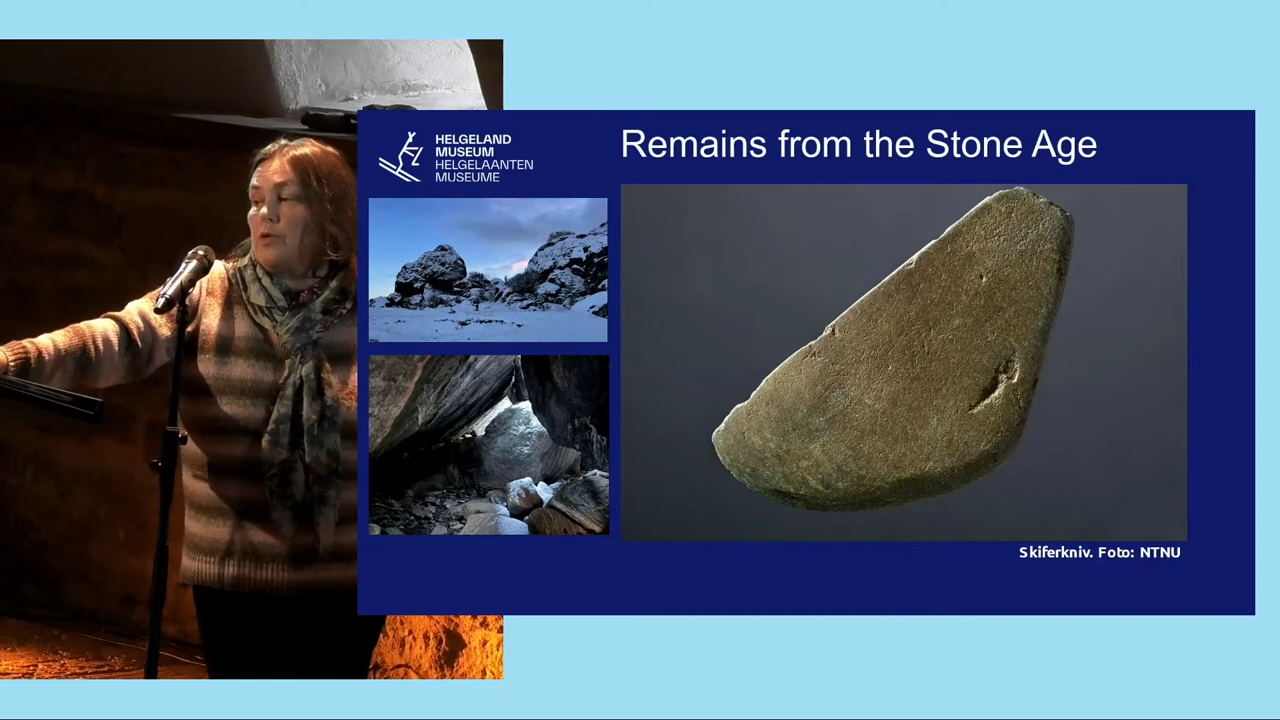 HELGELAND
MUSEUM
HELGELAANTEN
MUSEUME
Remains from the Stone Age
Skiferkniv. Foto: NTNU